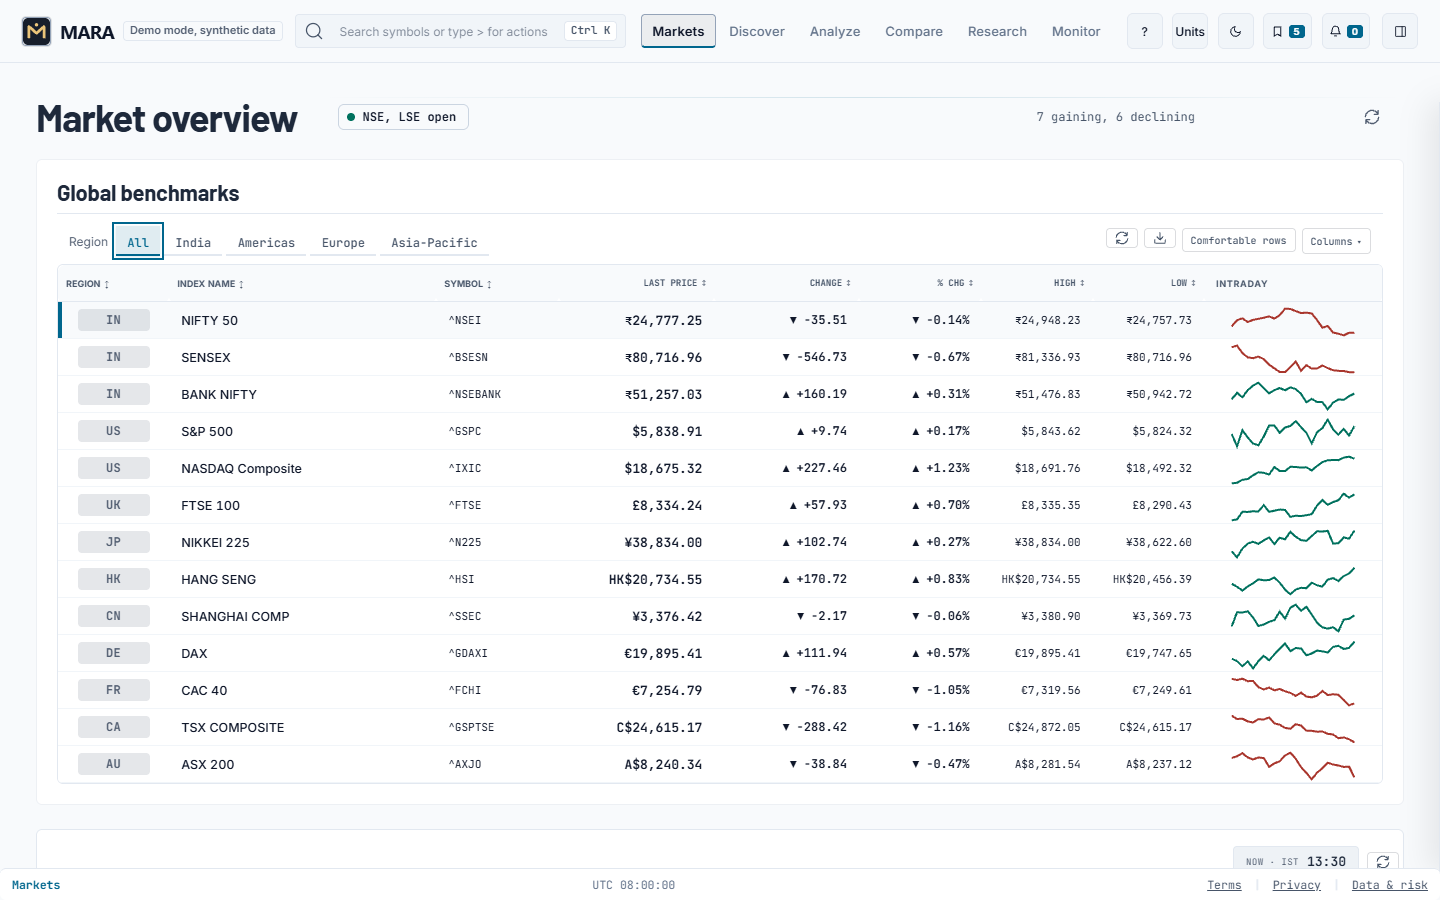 MARA Demo mode, synthetic data Search symbols or type > for actions Ctrl K Markets Discover Analyze Compare Research Monitor ? Units 5 0
Market overview NSE, LSE open 7 gaining, 6 declining
Global benchmarks
Region All India Americas Europe Asia-Pacific Comfortable rows Columns
REGION INDEX NAME SYMBOL LAST PRICE CHANGE % CHG HIGH LOW INTRADAY
IN NIFTY 50 ^NSEI ₹24,777.25 ▼ -35.51 ▼ -0.14% ₹24,948.23 ₹24,757.73
IN SENSEX ^BSESN ₹80,716.96 ▼ -546.73 ▼ -0.67% ₹81,336.93 ₹80,716.96
IN BANK NIFTY ^NSEBANK ₹51,257.03 ▲ +160.19 ▲ +0.31% ₹51,476.83 ₹50,942.72
US S&P 500 ^GSPC $5,838.91 ▲ +9.74 ▲ +0.17% $5,843.62 $5,824.32
US NASDAQ Composite ^IXIC $18,675.32 ▲ +227.46 ▲ +1.23% $18,691.76 $18,492.32
UK FTSE 100 ^FTSE £8,334.24 ▲ +57.93 ▲ +0.70% £8,335.35 £8,290.43
JP NIKKEI 225 ^N225 ¥38,834.00 ▲ +102.74 ▲ +0.27% ¥38,834.00 ¥38,622.60
HK HANG SENG ^HSI HK$20,734.55 ▲ +170.72 ▲ +0.83% HK$20,734.55 HK$20,456.39
CN SHANGHAI COMP ^SSEC ¥3,376.42 ▼ -2.17 ▼ -0.06% ¥3,380.90 ¥3,369.73
DE DAX ^GDAXI €19,895.41 ▲ +111.94 ▲ +0.57% €19,895.41 €19,747.65
FR CAC 40 ^FCHI €7,254.79 ▼ -76.83 ▼ -1.05% €7,319.56 €7,249.61
CA TSX COMPOSITE ^GSPTSE C$24,615.17 ▼ -288.42 ▼ -1.16% C$24,872.05 C$24,615.17
AU ASX 200 ^AXJO A$8,240.34 ▼ -38.84 ▼ -0.47% A$8,281.54 A$8,237.12
NOW · IST 13:30
Markets UTC 08:00:00 Terms Privacy Data & risk